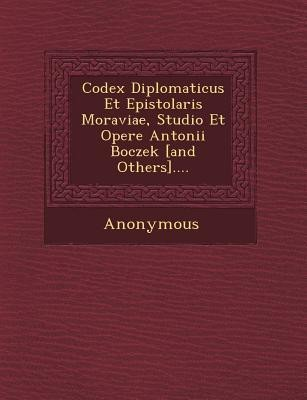 Codex Diplomaticus
Et Epistolaris
Moraviae, Studio Et
Opere Antonii
Boczek [and
Others]....
Anonymous